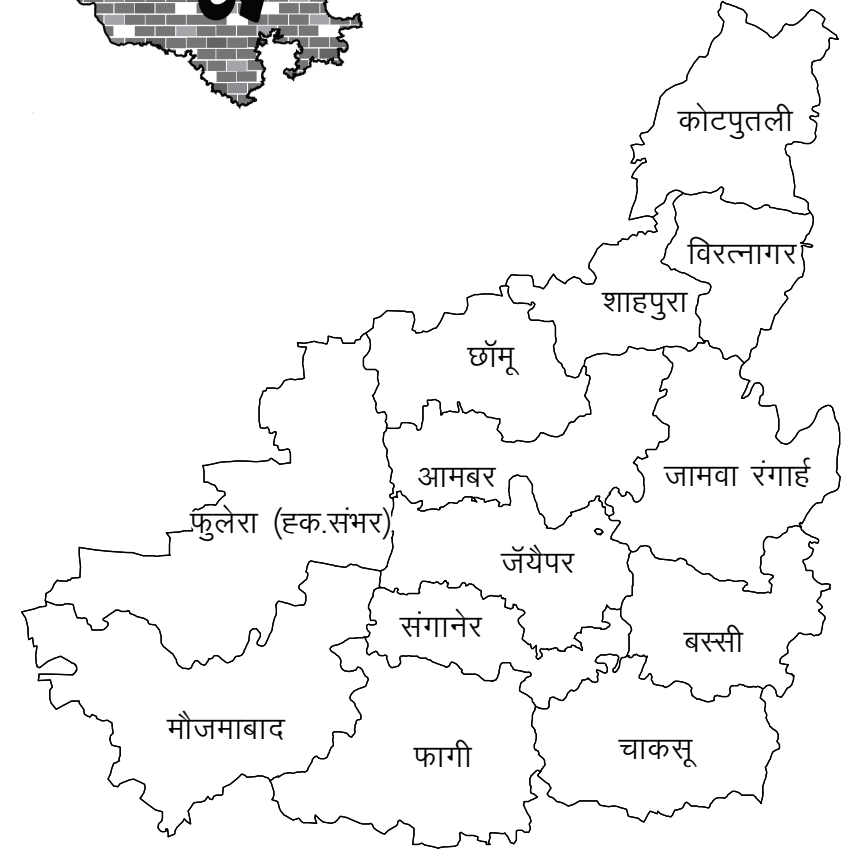 कोटपुतली
विरत्नागर
शाहपुरा
छॉमू
आमबर
जामवा रंगार्ह
फुलेरा (ह्क.संभर)
जॅयैपर
संगानेर
बस्सी
मौजमाबाद
फागी
चाकसू